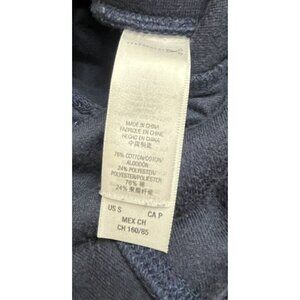 MADE IN CHINA
FABRIQUÉ EN CHINE
HECHO EN CHINA
中国制造
76% COTTON/COTON/
ALGODÓN
24% POLYESTER/
POLYESTER/POLIÉSTER
76% 棉
24% 聚酯纤维
US S CA P
MEX CH
CH 160/85